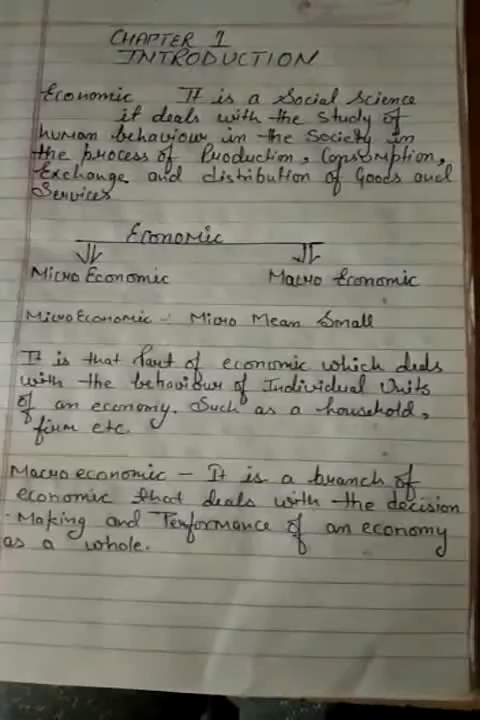 CHAPTER 1
INTRODUCTION
Economic It is a Social Science
it deals with the study of
human behaviour in the Society in
the process of Production, Consomption,
Exchange and distribution of Goods and
Services
Economic
Micro Economic Macro Economic
Micro Economic - Micro Mean Small
It is that Part of economic which deals
with the behaviour of Individual Units
of an economy. Such as a household,
firm etc.
Macro economic - It is a branch of
economic that deals with the decision
-Making and Performance of an economy
as a whole.